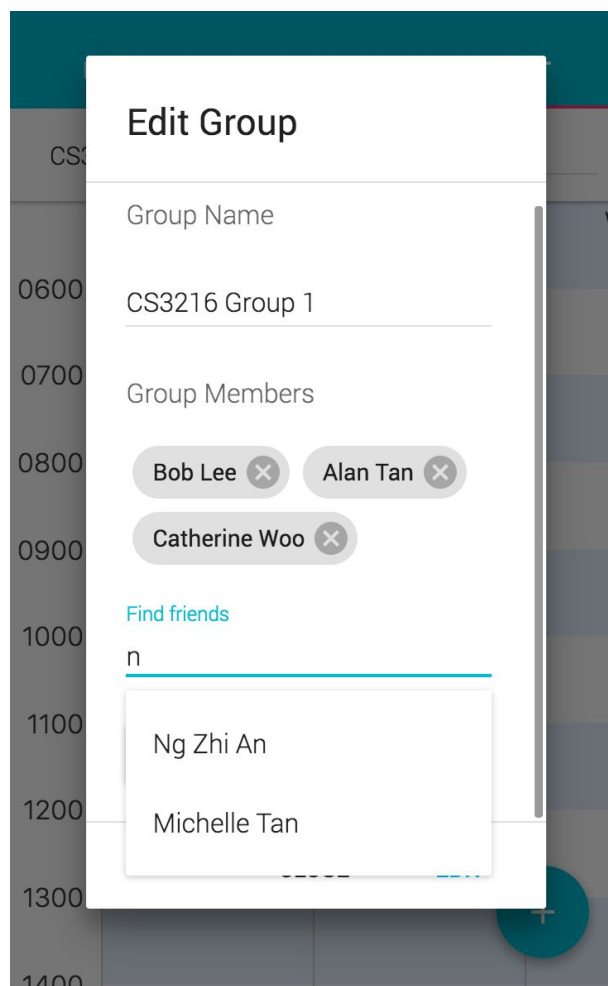 Edit Group
CS3
Group Name
0600
CS3216 Group 1
0700
Group Members
0800
Bob Lee
Alan Tan
Catherine Woo
0900
Find friends
1000
n
1100
Ng Zhi An
1200
Michelle Tan
1300
+
1400